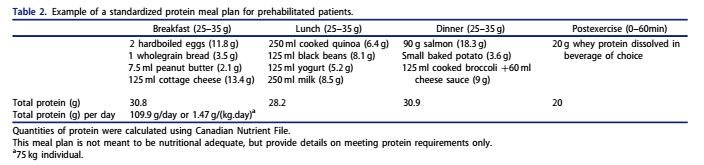 Table 2. Example of a standardized protein meal plan for prehabilitated patients.
Breakfast (25–35 g) Lunch (25–35 g) Dinner (25–35 g) Postexercise (0–60min)
2 hardboiled eggs (11.8 g) 250 ml cooked quinoa (6.4 g) 90 g salmon (18.3 g) 20 g whey protein dissolved in
1 wholegrain bread (3.5 g) 125 ml black beans (8.1 g) Small baked potato (3.6 g) beverage of choice
7.5 ml peanut butter (2.1 g) 125 ml yogurt (5.2 g) 125 ml cooked broccoli +60 ml
125 ml cottage cheese (13.4 g) 250 ml milk (8.5 g) cheese sauce (9 g)
Total protein (g) 30.8 28.2 30.9 20
Total protein (g) per day 109.9 g/day or 1.47 g/(kg.day)a
Quantities of protein were calculated using Canadian Nutrient File.
This meal plan is not meant to be nutritional adequate, but provide details on meeting protein requirements only.
a75 kg individual.